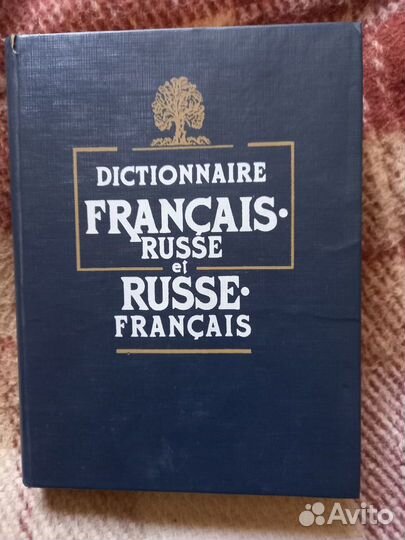 DICTIONNAIRE
FRANÇAIS•
RUSSE
et
RUSSE•
FRANÇAIS
Avito